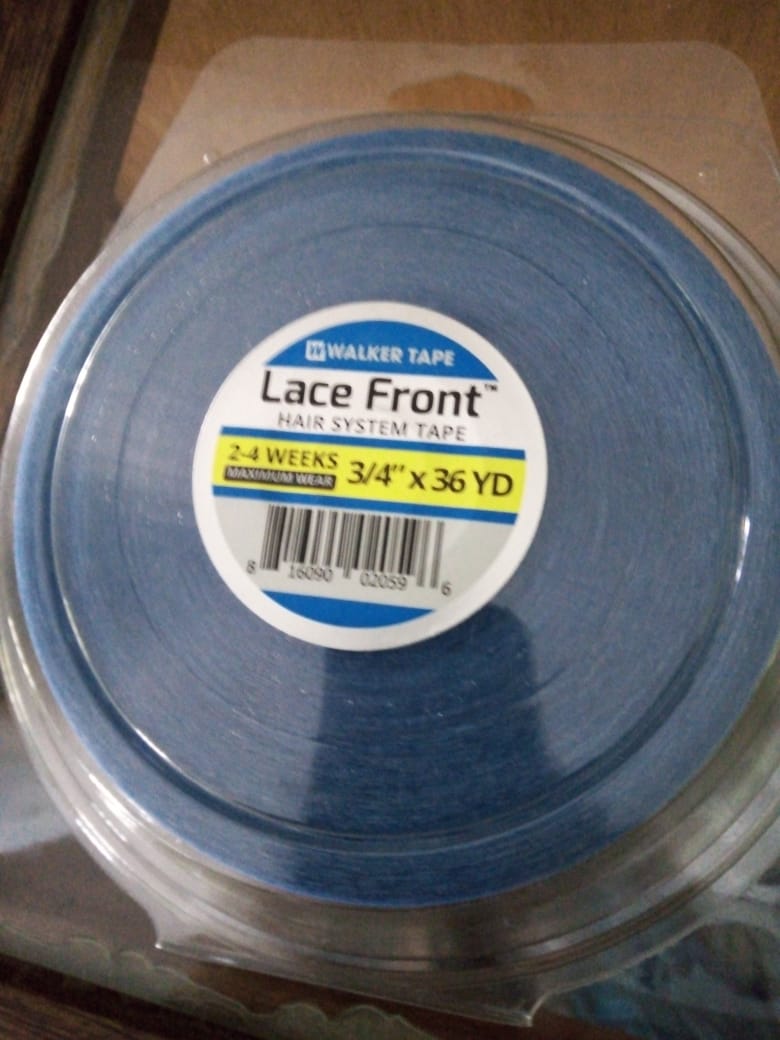 W WALKER TAPE
Lace Front™
HAIR SYSTEM TAPE
2-4 WEEKS
MAXIMUM WEAR
3/4" x 36 YD
8 16090 02059 6